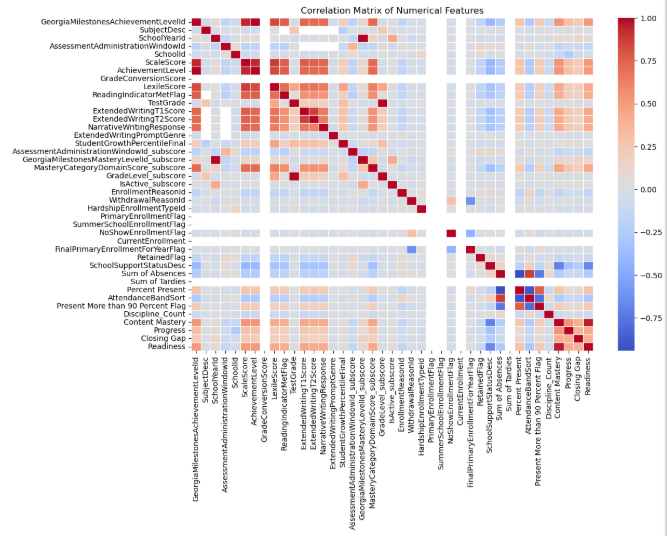 Correlation Matrix of Numerical Features
GeorgiaMilestonesAchievementLevelId
SubjectDesc
SchoolYearId
AssessmentAdministrationWindowId
SchoolId
ScaleScore
AchievementLevel
GradeConversionScore
LexileScore
ReadingIndicatorMetFlag
TestGrade
ExtendedWritingT1Score
ExtendedWritingT2Score
NarrativeWritingResponse
ExtendedWritingPromptGenre
StudentGrowthPercentileFinal
AssessmentAdministrationWindowId_subscore
GeorgiaMilestonesMasteryLevelId_subscore
MasteryCategoryDomainScore_subscore
GradeLevel_subscore
IsActive_subscore
EnrollmentReasonId
WithdrawalReasonId
HardshipEnrollmentTypeId
PrimaryEnrollmentFlag
SummerSchoolEnrollmentFlag
NoShowEnrollmentFlag
CurrentEnrollment
FinalPrimaryEnrollmentForYearFlag
RetainedFlag
SchoolSupportStatusDesc
Sum of Absences
Sum of Tardies
Percent Present
AttendanceBandSort
Present More than 90 Percent Flag
Discipline_Count
Content Mastery
Progress
Closing Gap
Readiness
GeorgiaMilestonesAchievementLevelId
SubjectDesc
SchoolYearId
AssessmentAdministrationWindowId
SchoolId
ScaleScore
AchievementLevel
GradeConversionScore
LexileScore
ReadingIndicatorMetFlag
TestGrade
ExtendedWritingT1Score
ExtendedWritingT2Score
NarrativeWritingResponse
ExtendedWritingPromptGenre
StudentGrowthPercentileFinal
AssessmentAdministrationWindowId_subscore
GeorgiaMilestonesMasteryLevelId_subscore
MasteryCategoryDomainScore_subscore
GradeLevel_subscore
IsActive_subscore
EnrollmentReasonId
WithdrawalReasonId
HardshipEnrollmentTypeId
PrimaryEnrollmentFlag
SummerSchoolEnrollmentFlag
NoShowEnrollmentFlag
CurrentEnrollment
FinalPrimaryEnrollmentForYearFlag
RetainedFlag
SchoolSupportStatusDesc
Sum of Absences
Sum of Tardies
Percent Present
AttendanceBandSort
Present More than 90 Percent Flag
Discipline_Count
Content Mastery
Progress
Closing Gap
Readiness
1.00
0.75
0.50
0.25
0.00
−0.25
−0.50
−0.75